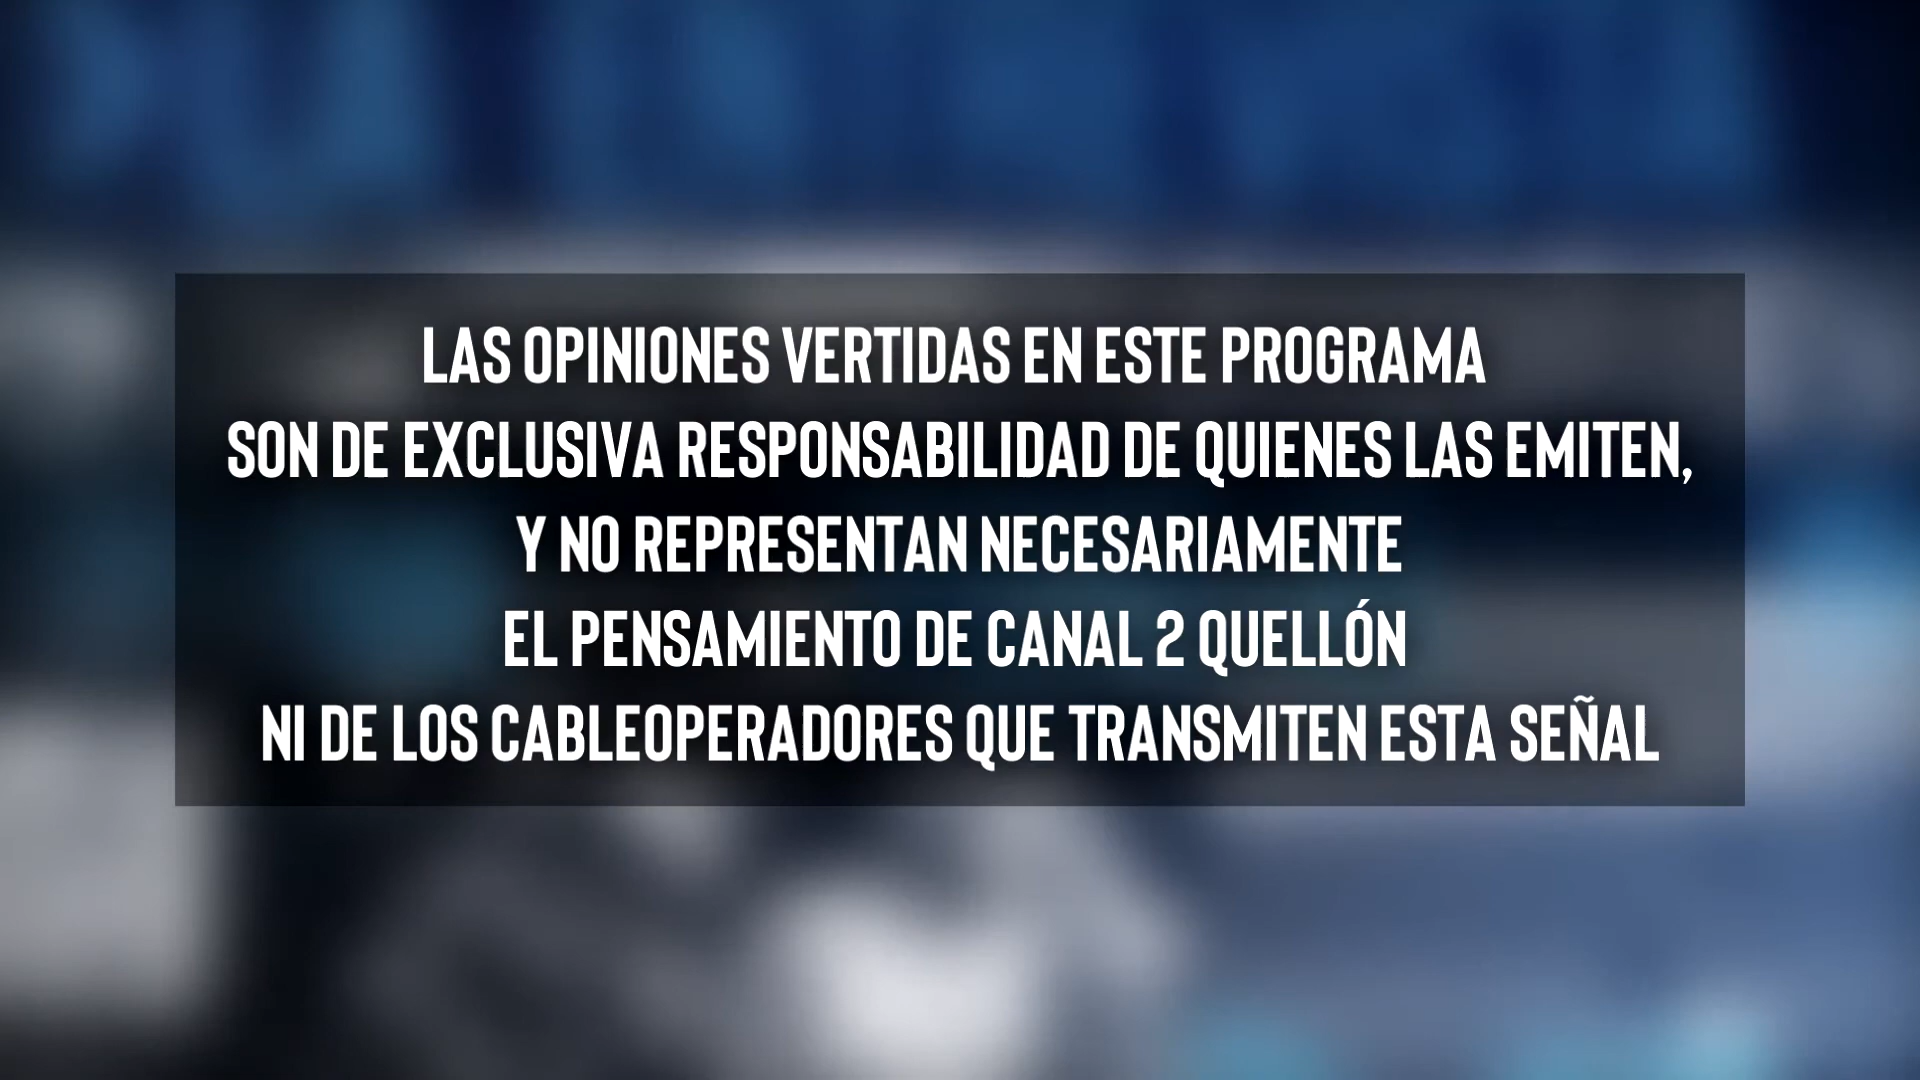 LAS OPINIONES VERTIDAS EN ESTE PROGRAMA
SON DE EXCLUSIVA RESPONSABILIDAD DE QUIENES LAS EMITEN,
Y NO REPRESENTAN NECESARIAMENTE
EL PENSAMIENTO DE CANAL 2 QUELLÓN
NI DE LOS CABLEOPERADORES QUE TRANSMITEN ESTA SEÑAL